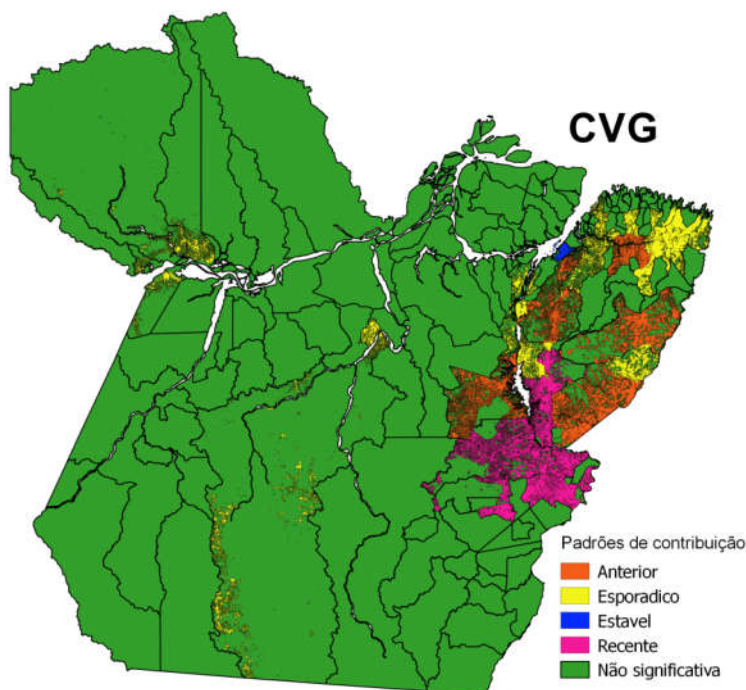 CVG
Padrões de contribuição
Anterior
Esporadico
Estavel
Recente
Não significativa